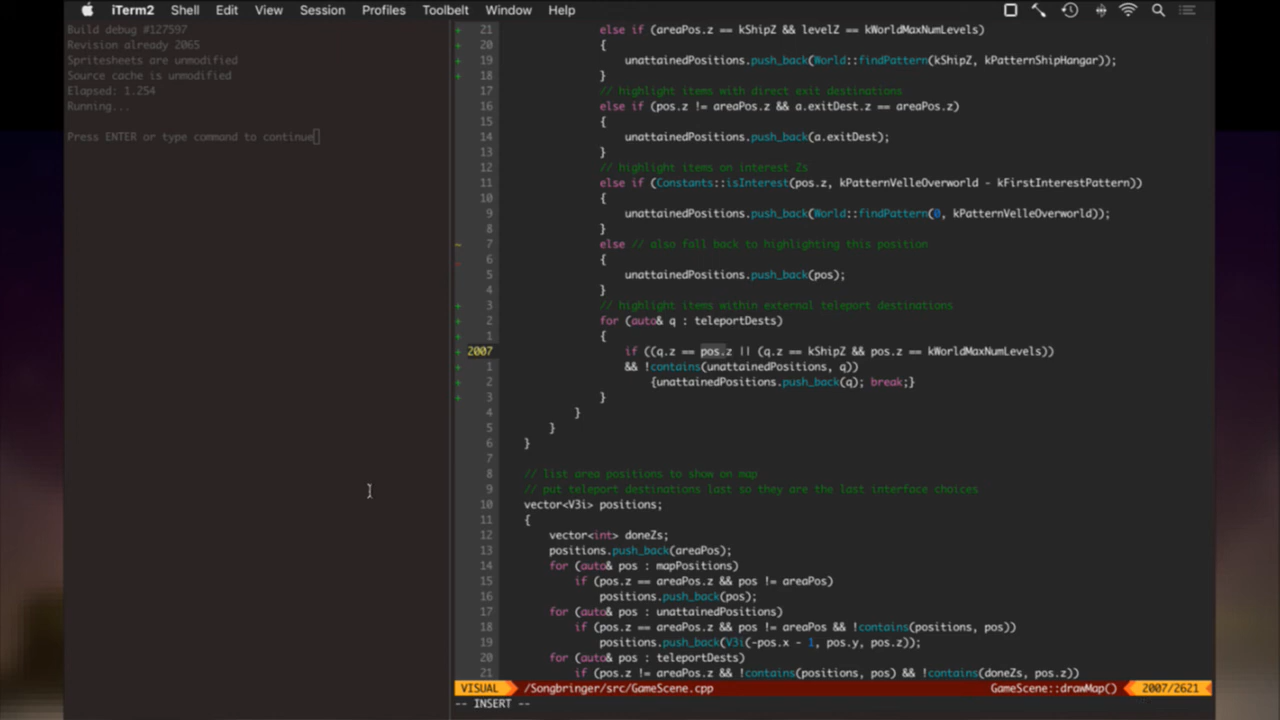 iTerm2 Shell Edit View Session Profiles Toolbelt Window Help
Build debug #127597
Revision already 2065
Spritesheets are unmodified
Source cache is unmodified
Elapsed: 1.254
Running...
Press ENTER or type command to continue
+ 21 else if (areaPos.z == kShipZ && levelZ == kWorldMaxNumLevels)
+ 20 {
+ 19 unattainedPositions.push_back(World::findPattern(kShipZ, kPatternShipHangar));
+ 18 }
17 // highlight items with direct exit destinations
16 else if (pos.z != areaPos.z && a.exitDest.z == areaPos.z)
15 {
14 unattainedPositions.push_back(a.exitDest);
13 }
12 // highlight items on interest Zs
11 else if (Constants::isInterest(pos.z, kPatternVelleOverworld - kFirstInterestPattern))
10 {
9 unattainedPositions.push_back(World::findPattern(0, kPatternVelleOverworld));
8 }
~ 7 else // also fall back to highlighting this position
_ 6 {
5 unattainedPositions.push_back(pos);
4 }
+ 3 // highlight items within external teleport destinations
+ 2 for (auto& q : teleportDests)
+ 1 {
+ 2007 if ((q.z == pos.z || (q.z == kShipZ && pos.z == kWorldMaxNumLevels))
+ 1 && !contains(unattainedPositions, q))
+ 2 {unattainedPositions.push_back(q); break;}
+ 3 }
4 }
5 }
6 }
7
8 // list area positions to show on map
9 // put teleport destinations last so they are the last interface choices
10 vector<V3i> positions;
11 {
12 vector<int> doneZs;
13 positions.push_back(areaPos);
14 for (auto& pos : mapPositions)
15 if (pos.z == areaPos.z && pos != areaPos)
16 positions.push_back(pos);
17 for (auto& pos : unattainedPositions)
18 if (pos.z == areaPos.z && pos != areaPos && !contains(positions, pos))
19 positions.push_back(V3i(-pos.x - 1, pos.y, pos.z));
20 for (auto& pos : teleportDests)
21 if (pos.z != areaPos.z && !contains(positions, pos) && !contains(doneZs, pos.z))
VISUAL /Songbringer/src/GameScene.cpp GameScene::drawMap() 2007/2621
-- INSERT --